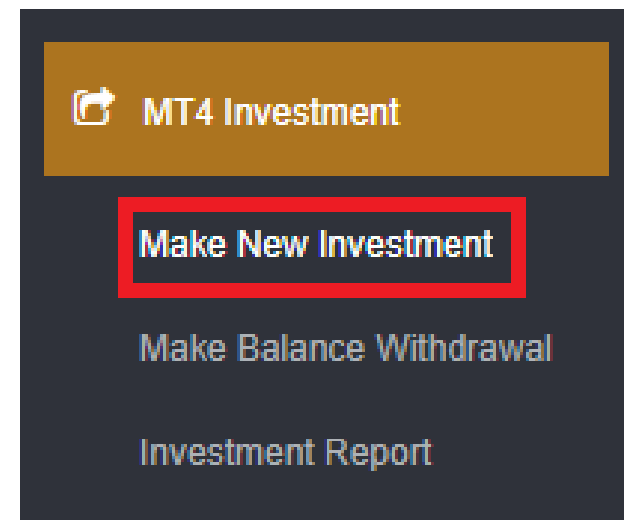 MT4 Investment
Make New Investment
Make Balance Withdrawal
Investment Report